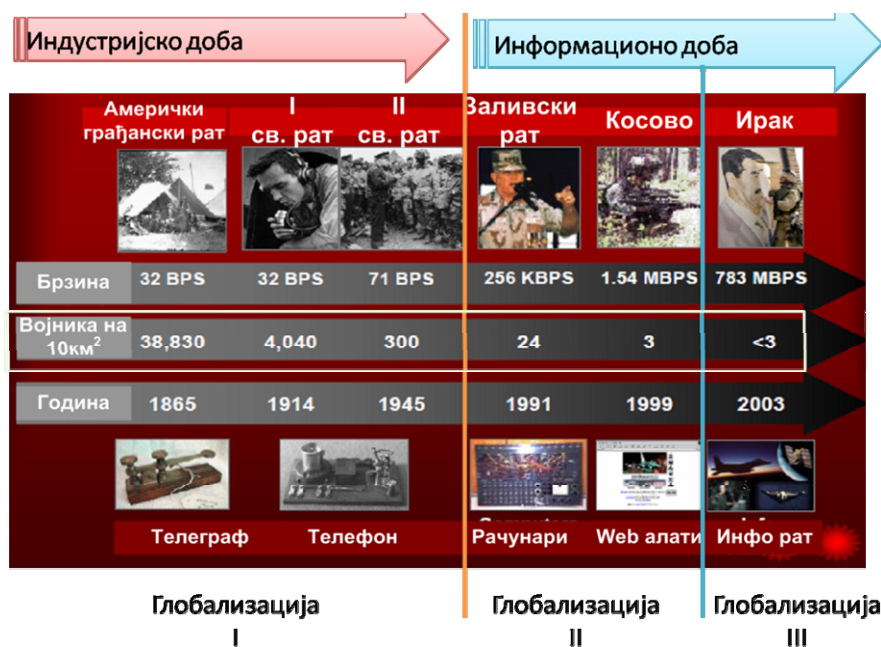 Индустријско доба
Информационо доба
Амерички
грађански рат
I
св. рат
II
св. рат
Заливски
рат
Косово
Ирак
Брзина 32 BPS 32 BPS 71 BPS 256 KBPS 1.54 MBPS 783 MBPS
Војника на
10км² 38,830 4,040 300 24 3 <3
Година 1865 1914 1945 1991 1999 2003
Телеграф Телефон Рачунари Web алати Инфо рат
Глобализација
I
Глобализација
II
Глобализација
III